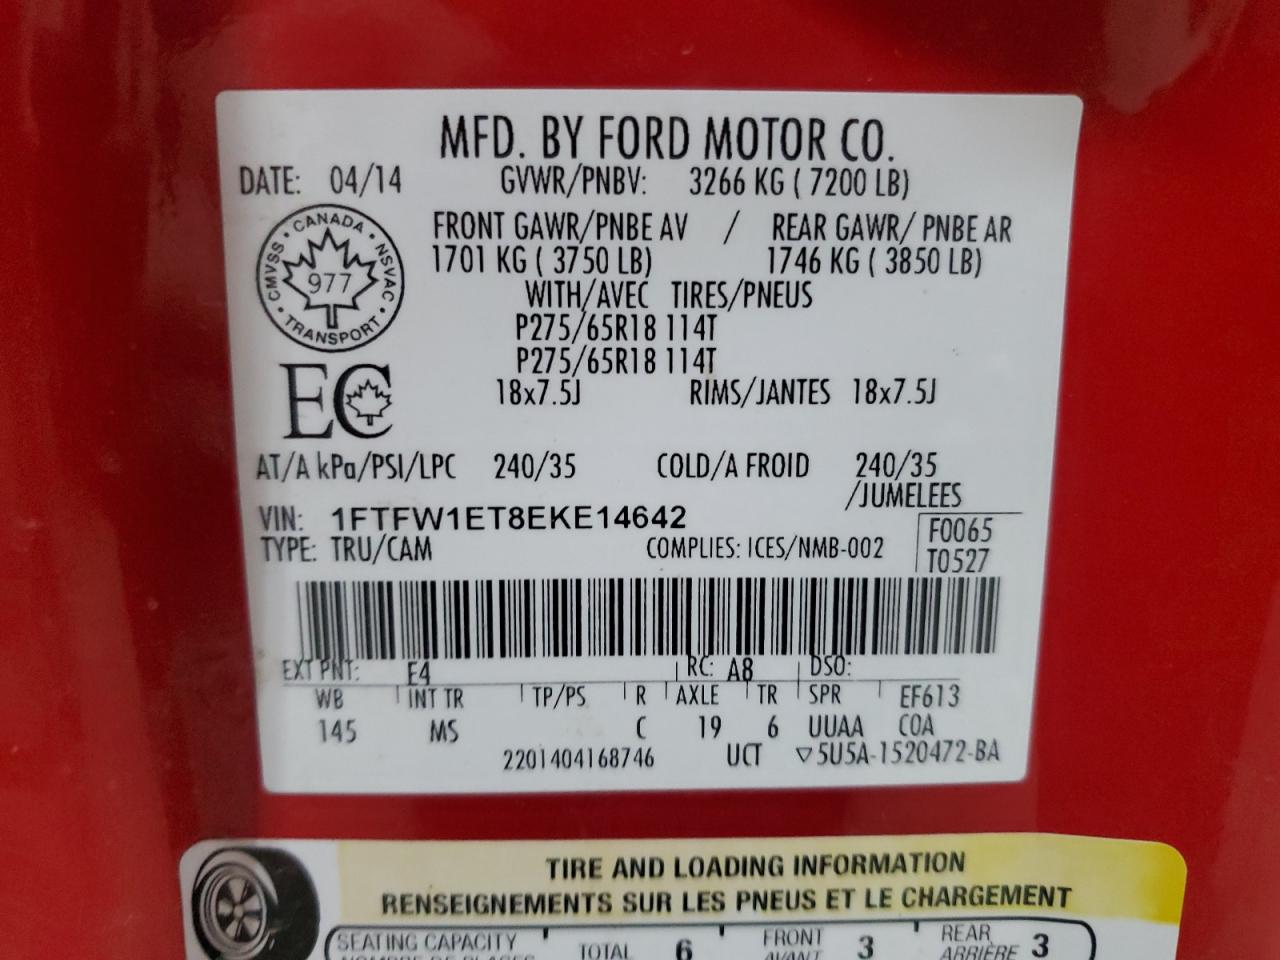 MFD. BY FORD MOTOR CO.
DATE: 04/14 GVWR/PNBV: 3266 KG ( 7200 LB)
FRONT GAWR/PNBE AV / REAR GAWR/ PNBE AR
1701 KG ( 3750 LB) 1746 KG ( 3850 LB)
WITH/AVEC TIRES/PNEUS
P275/65R18 114T
P275/65R18 114T
18x7.5J RIMS/JANTES 18x7.5J
CANADA · NSVAC · TRANSPORT · CMVSS ·
977
EC
AT/A kPa/PSI/LPC 240/35 COLD/A FROID 240/35
/JUMELEES
VIN: 1FTFW1ET8EKE14642
F0065
TYPE: TRU/CAM COMPLIES: ICES/NMB-002
T0527
EXT PNT: E4 RC: A8 DSO:
WB INT TR TP/PS R AXLE TR SPR EF613
145 MS C 19 6 UUAA COA
2201404168746 UCT ▽5U5A-1520472-BA
TIRE AND LOADING INFORMATION
RENSEIGNEMENTS SUR LES PNEUS ET LE CHARGEMENT
SEATING CAPACITY TOTAL 6 FRONT 3 REAR 3
NOMBRE DE PLACES AVANT ARRIÈRE